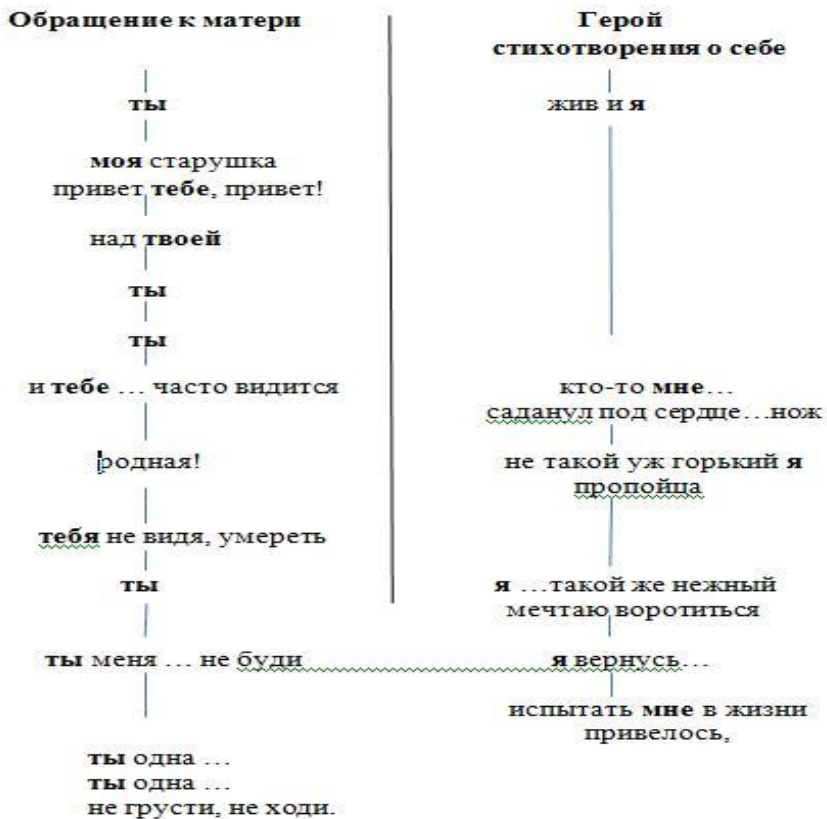 Обращение к матери
ты
моя старушка
привет тебе, привет!
над твоей
ты
ты
и тебе … часто видится
родная!
тебя не видя, умереть
ты
ты меня … не буди
ты одна …
ты одна …
не грусти, не ходи.
Герой
стихотворения о себе
жив и я
кто-то мне…
саданул под сердце…нож
не такой уж горький я
пропойца
я …такой же нежный
мечтаю воротиться
я вернусь…
испытать мне в жизни
привелось,